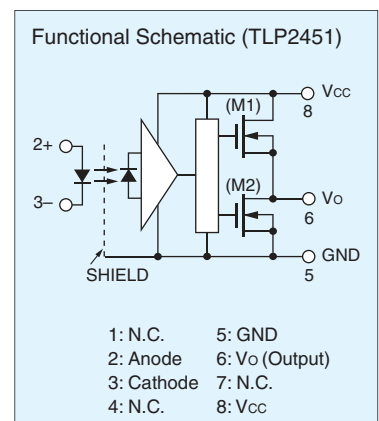 Functional Schematic (TLP2451)
(M1)
VCC
8
2+
3–
(M2)
VO
6
GND
5
SHIELD
1: N.C. 5: GND
2: Anode 6: VO (Output)
3: Cathode 7: N.C.
4: N.C. 8: VCC